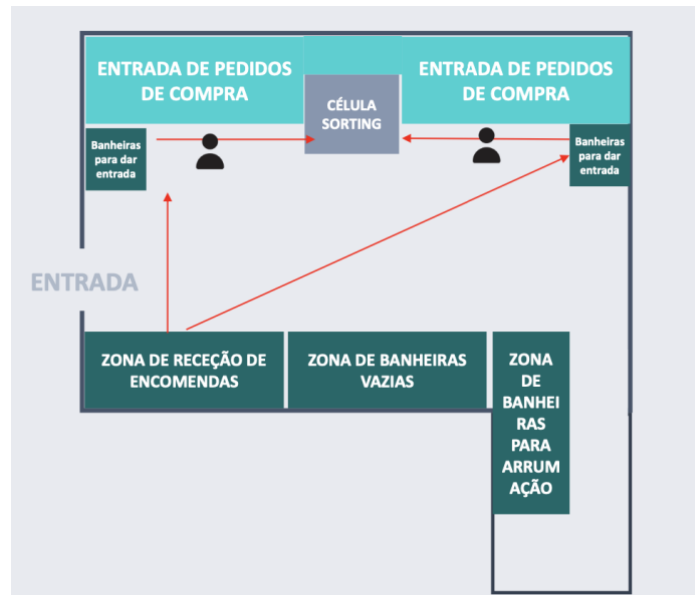 ENTRADA DE PEDIDOS
DE COMPRA
CÉLULA
SORTING
ENTRADA DE PEDIDOS
DE COMPRA
Banheiras
para dar
entrada
Banheiras
para dar
entrada
ENTRADA
ZONA DE RECEÇÃO DE
ENCOMENDAS
ZONA DE BANHEIRAS
VAZIAS
ZONA
DE
BANHEI
RAS
PARA
ARRUM
AÇÃO